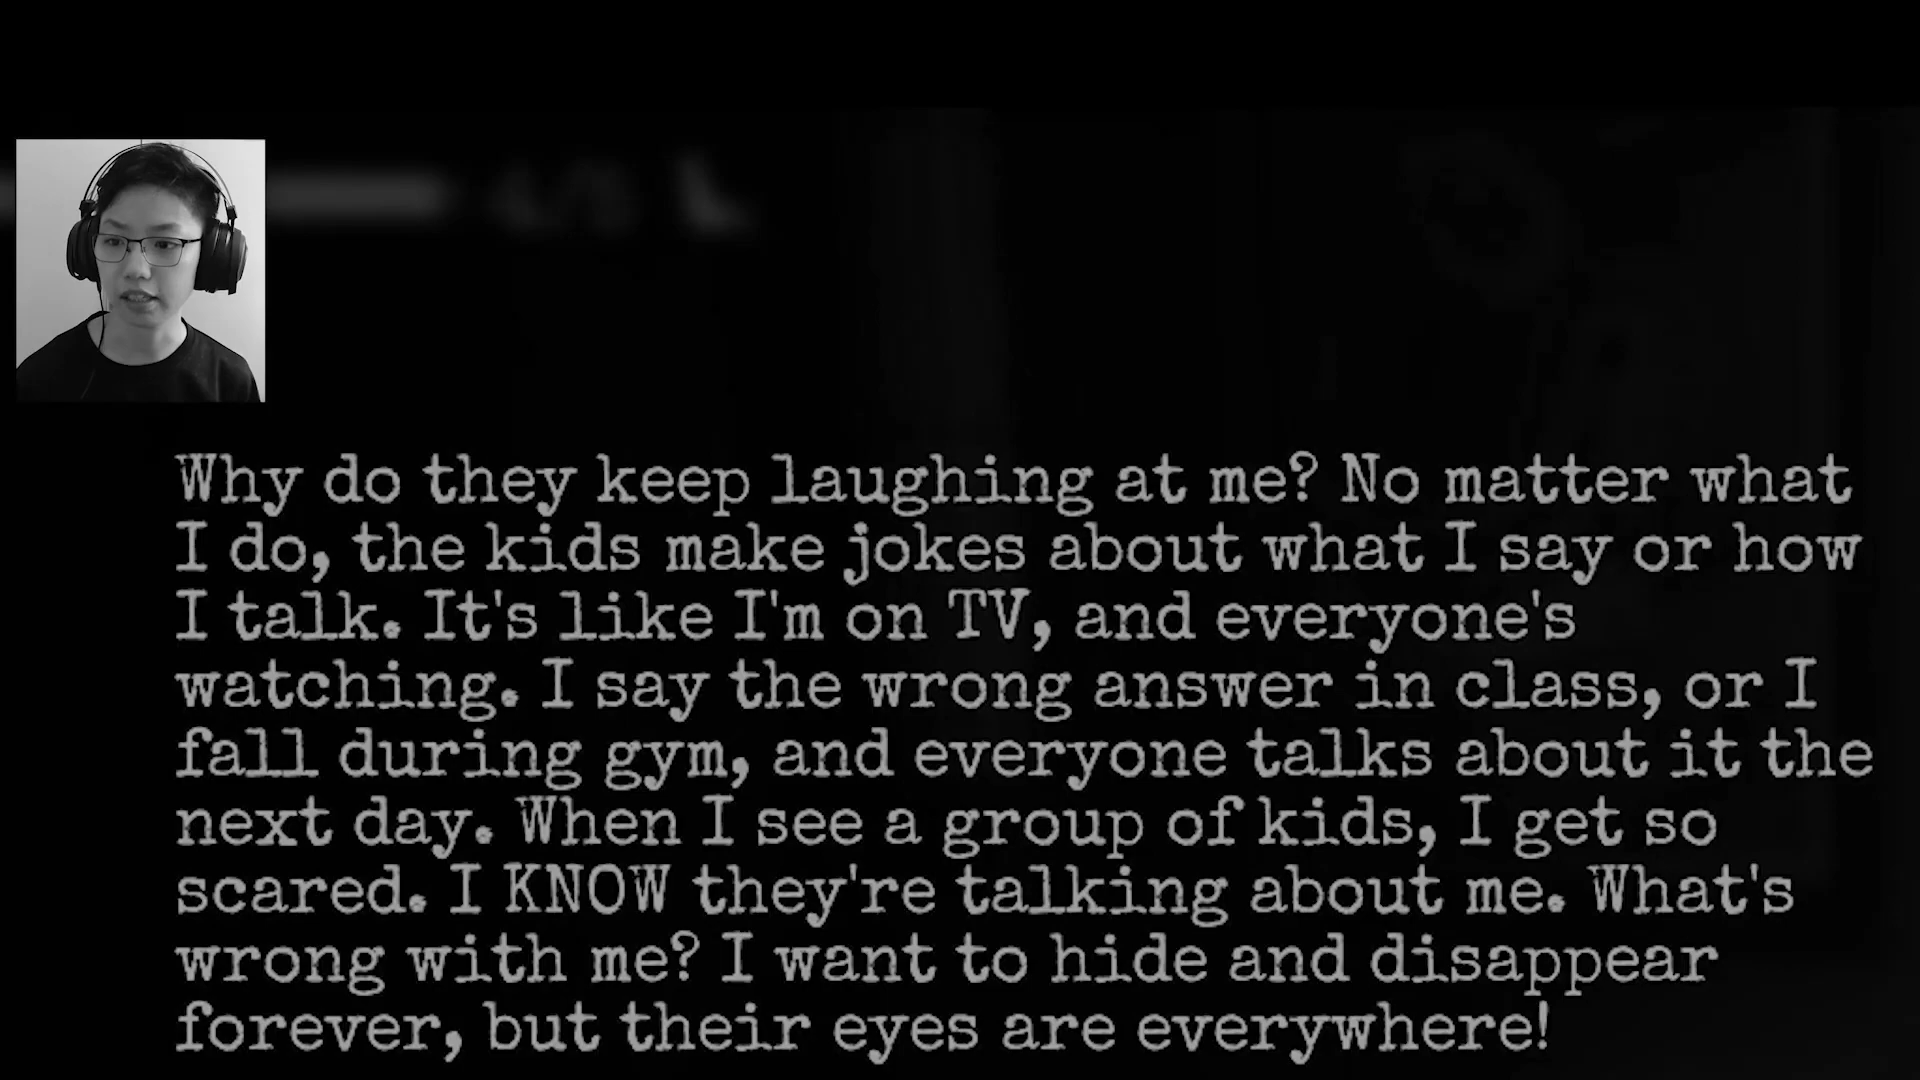 Why do they keep laughing at me? No matter what
I do, the kids make jokes about what I say or how
I talk. It's like I'm on TV, and everyone's
watching. I say the wrong answer in class, or I
fall during gym, and everyone talks about it the
next day. When I see a group of kids, I get so
scared. I KNOW they're talking about me. What's
wrong with me? I want to hide and disappear
forever, but their eyes are everywhere!